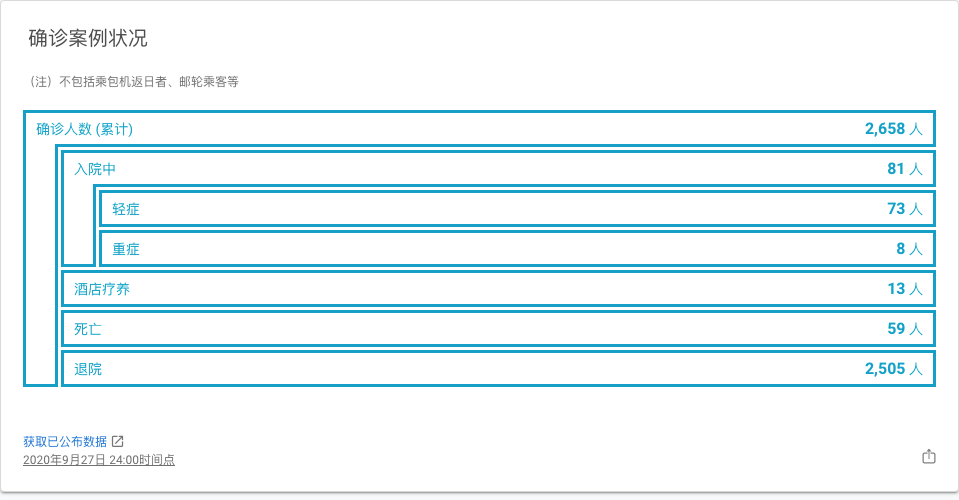 确诊案例状况
（注）不包括乘包机返日者、邮轮乘客等
确诊人数 (累计) 2,658 人
入院中 81 人
轻症 73 人
重症 8 人
酒店疗养 13 人
死亡 59 人
退院 2,505 人
获取已公布数据
2020年9月27日 24:00时间点